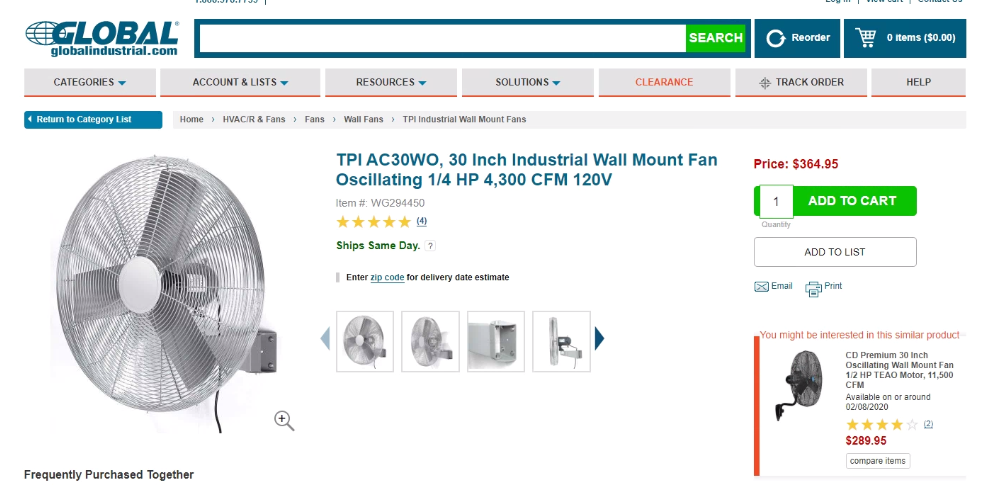 Log In | View cart | Contact Us
GLOBAL
globalindustrial.com
SEARCH
Reorder
0 items ($0.00)
CATEGORIES
ACCOUNT & LISTS
RESOURCES
SOLUTIONS
CLEARANCE
TRACK ORDER
HELP
Return to Category List
Home > HVAC/R & Fans > Fans > Wall Fans > TPI Industrial Wall Mount Fans
TPI AC30WO, 30 Inch Industrial Wall Mount Fan
Oscillating 1/4 HP 4,300 CFM 120V
Item #: WG294450
(4)
Ships Same Day. ?
Enter zip code for delivery date estimate
Price: $364.95
1
ADD TO CART
Quantity
ADD TO LIST
Email
Print
You might be interested in this similar product
CD Premium 30 Inch
Oscillating Wall Mount Fan
1/2 HP TEAO Motor, 11,500
CFM
Available on or around
02/08/2020
(2)
$289.95
compare items
Frequently Purchased Together